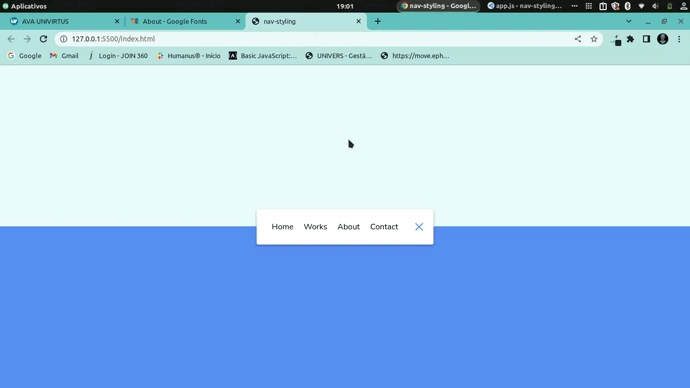 Aplicativos 19:01 nav-styling - Googl... app.js - nav-styling...
AVA UNIVIRTUS About - Google Fonts nav-styling
127.0.0.1:5500/index.html
Google Gmail Login - JOIN 360 Humanus® - Início Basic JavaScript:... UNIVERS - Gestã... https://move.eph...
Home Works About Contact